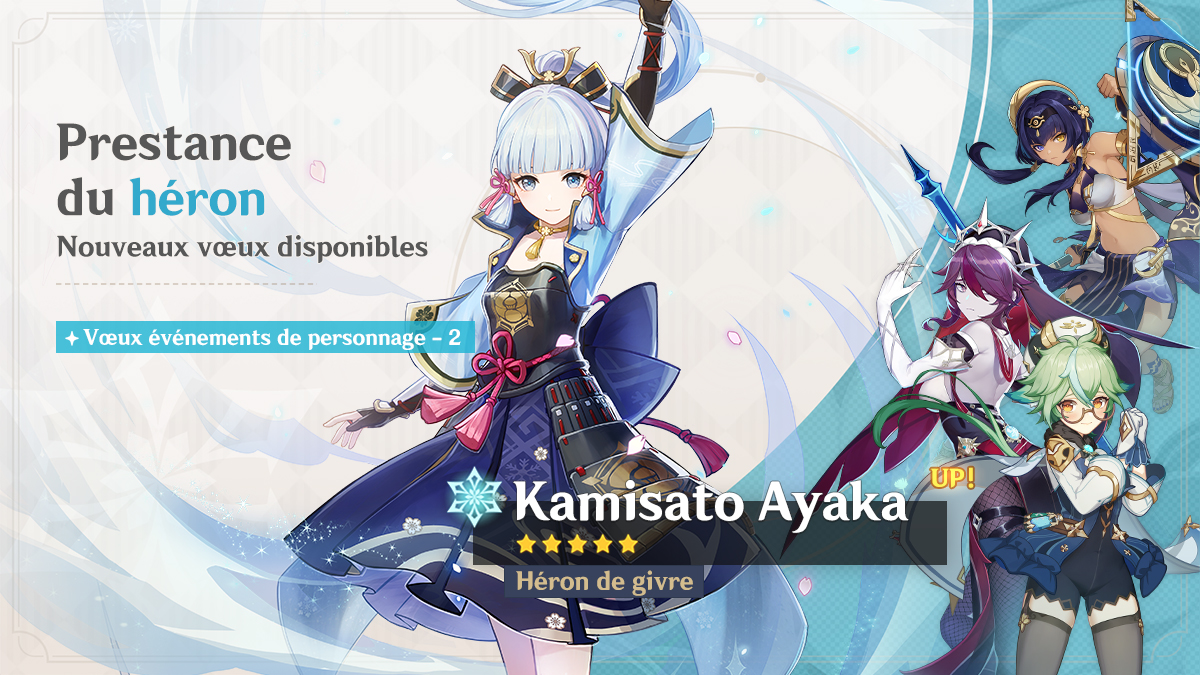 Prestance
du héron
Nouveaux vœux disponibles
Vœux événements de personnage - 2
UP!
Kamisato Ayaka
Héron de givre